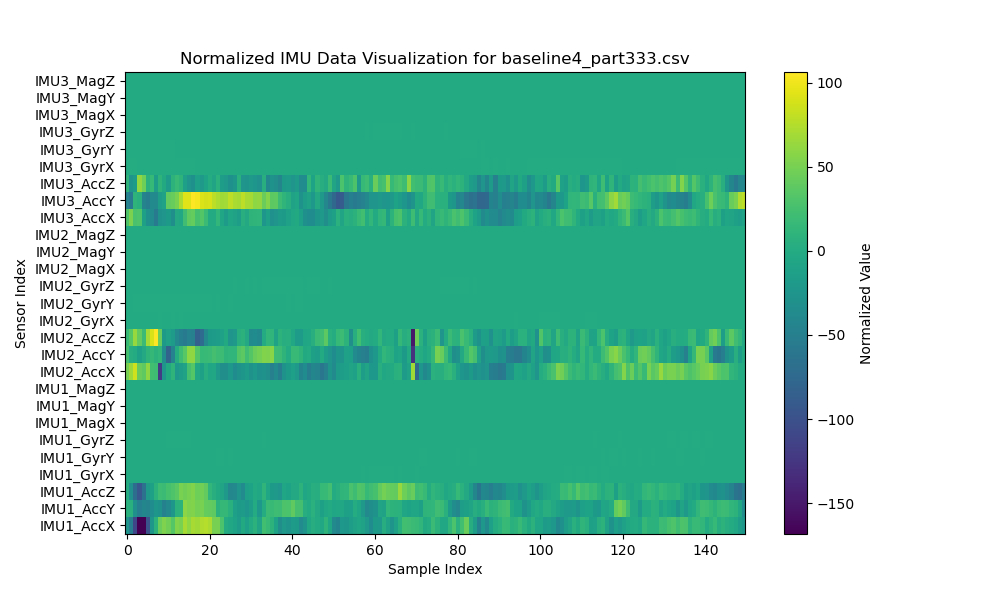 Normalized IMU Data Visualization for baseline4_part333.csv
IMU3_MagZ
IMU3_MagY
IMU3_MagX
IMU3_GyrZ
IMU3_GyrY
IMU3_GyrX
IMU3_AccZ
IMU3_AccY
IMU3_AccX
IMU2_MagZ
IMU2_MagY
IMU2_MagX
IMU2_GyrZ
IMU2_GyrY
IMU2_GyrX
IMU2_AccZ
IMU2_AccY
IMU2_AccX
IMU1_MagZ
IMU1_MagY
IMU1_MagX
IMU1_GyrZ
IMU1_GyrY
IMU1_GyrX
IMU1_AccZ
IMU1_AccY
IMU1_AccX
Sensor Index
0 20 40 60 80 100 120 140
Sample Index
100
50
0
−50
−100
−150
Normalized Value